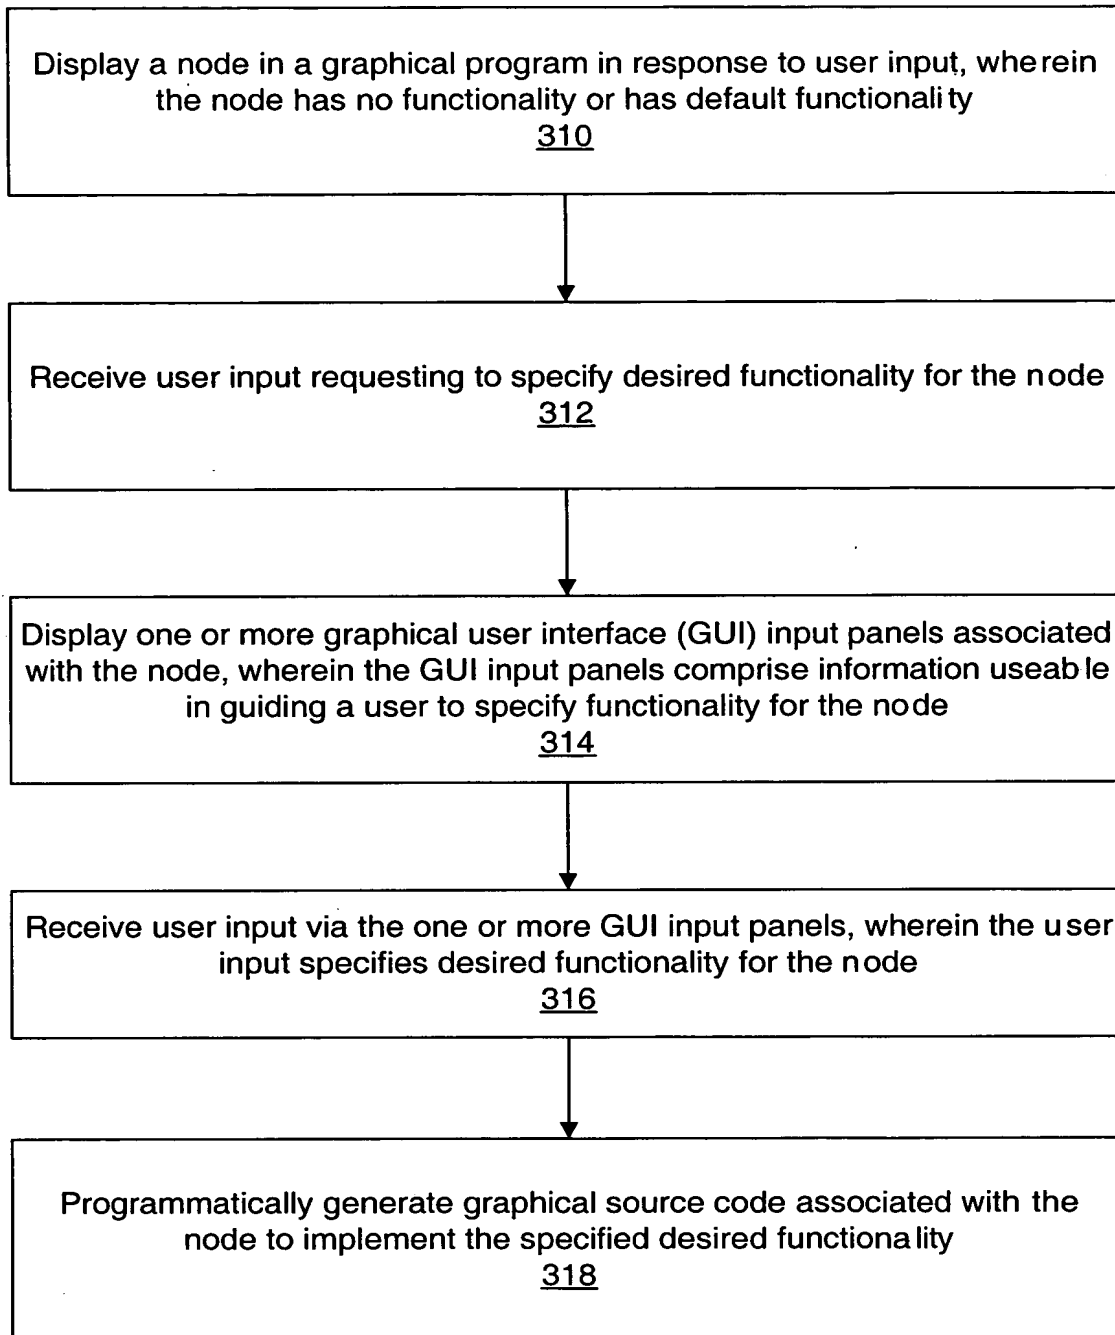 Display a node in a graphical program in response to user input, wherein
the node has no functionality or has default functionality
310
Receive user input requesting to specify desired functionality for the node
312
Display one or more graphical user interface (GUI) input panels associated
with the node, wherein the GUI input panels comprise information useable
in guiding a user to specify functionality for the node
314
Receive user input via the one or more GUI input panels, wherein the user
input specifies desired functionality for the node
316
Programmatically generate graphical source code associated with the
node to implement the specified desired functionality
318